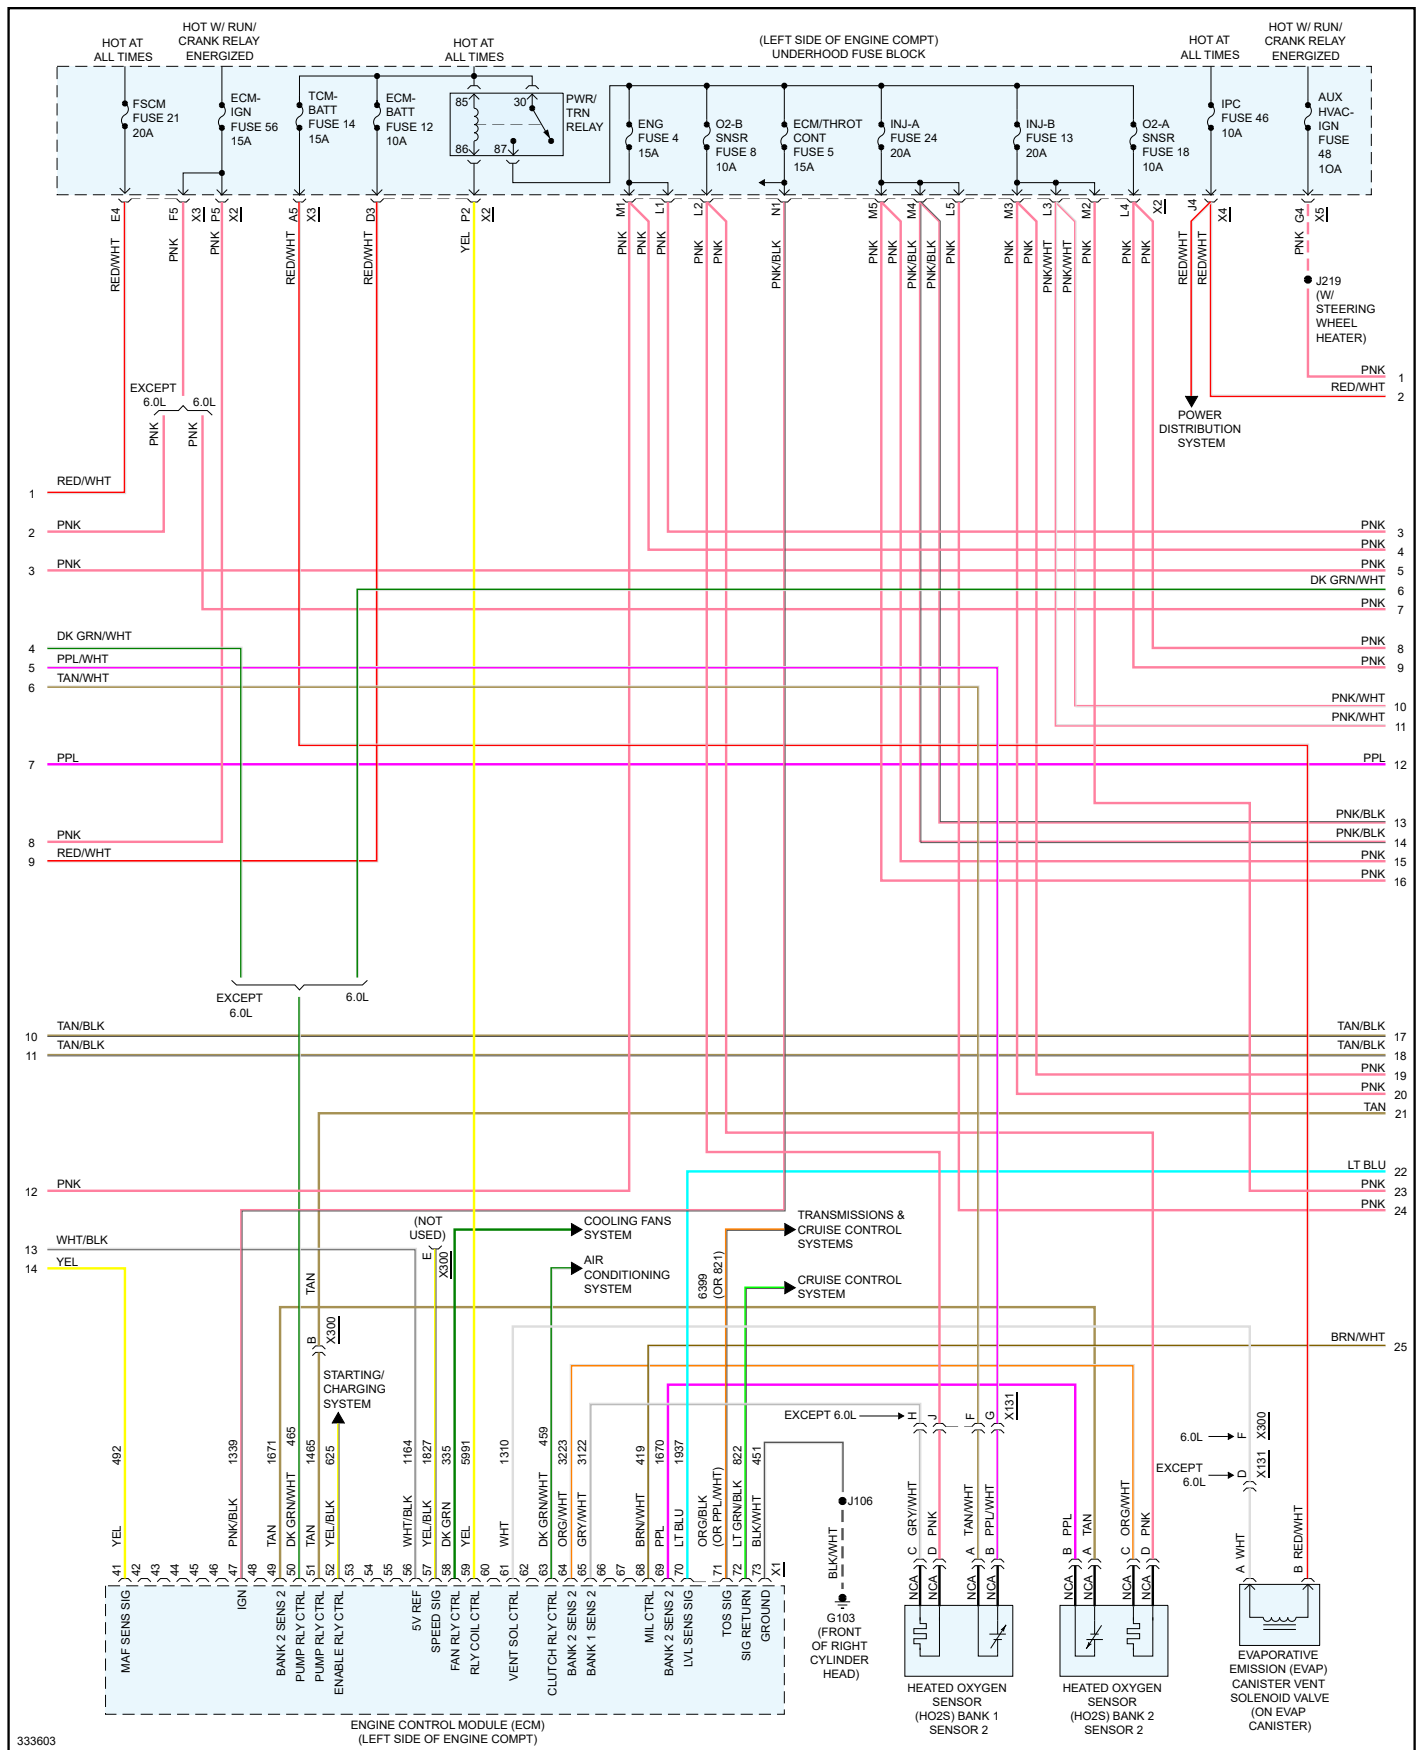 HOT AT
ALL TIMES
HOT W/ RUN/
CRANK RELAY
ENERGIZED
HOT AT
ALL TIMES
(LEFT SIDE OF ENGINE COMPT)
UNDERHOOD FUSE BLOCK
HOT AT
ALL TIMES
HOT W/ RUN/
CRANK RELAY
ENERGIZED
FSCM
FUSE 21
20A
ECM-
IGN
FUSE 56
15A
TCM-
BATT
FUSE 14
15A
ECM-
BATT
FUSE 12
10A
85
30
86
87
PWR/
TRN
RELAY
ENG
FUSE 4
15A
O2-B
SNSR
FUSE 8
10A
ECM/THROT
CONT
FUSE 5
15A
INJ-A
FUSE 24
20A
INJ-B
FUSE 13
20A
O2-A
SNSR
FUSE 18
10A
IPC
FUSE 46
10A
AUX
HVAC-
IGN
FUSE
48
1OA
E4
F5
X3
P5
X2
A5
X3
D3
P2
X2
M1
L1
L2
N1
M5
M4
L5
M3
L3
M2
L4
X2
J4
X4
G4
X5
RED/WHT
PNK
PNK
RED/WHT
RED/WHT
YEL
PNK
PNK
PNK
PNK
PNK
PNK/BLK
PNK
PNK
PNK/BLK
PNK/BLK
PNK
PNK
PNK
PNK/WHT
PNK/WHT
PNK
PNK
PNK
RED/WHT
RED/WHT
PNK
J219
(W/
STEERING
WHEEL
HEATER)
PNK 1
RED/WHT 2
EXCEPT
6.0L
6.0L
PNK
PNK
POWER
DISTRIBUTION
SYSTEM
1 RED/WHT
2 PNK
3 PNK
4 DK GRN/WHT
5 PPL/WHT
6 TAN/WHT
7 PPL
8 PNK
9 RED/WHT
PNK 3
PNK 4
PNK 5
DK GRN/WHT 6
PNK 7
PNK 8
PNK 9
PNK/WHT 10
PNK/WHT 11
PPL 12
PNK/BLK 13
PNK/BLK 14
PNK 15
PNK 16
EXCEPT
6.0L
6.0L
10 TAN/BLK
11 TAN/BLK
12 PNK
13 WHT/BLK
14 YEL
TAN/BLK 17
TAN/BLK 18
PNK 19
PNK 20
TAN 21
LT BLU 22
PNK 23
PNK 24
BRN/WHT 25
(NOT
USED)
E
X300
COOLING FANS
SYSTEM
AIR
CONDITIONING
SYSTEM
TRANSMISSIONS &
CRUISE CONTROL
SYSTEMS
CRUISE CONTROL
SYSTEM
6399
(OR 821)
TAN
B
X300
STARTING/
CHARGING
SYSTEM
EXCEPT 6.0L
H
J
F
G
X131
6.0L
F
X300
EXCEPT
6.0L
D
X131
492
1339
1671
465
1465
625
1164
1827
335
5991
1310
459
3223
3122
419
1670
1937
822
451
YEL
PNK/BLK
TAN
DK GRN/WHT
TAN
YEL/BLK
WHT/BLK
YEL/BLK
DK GRN
YEL
WHT
DK GRN/WHT
ORG/WHT
GRY/WHT
BRN/WHT
PPL
LT BLU
ORG/BLK
(OR PPL/WHT)
LT GRN/BLK
BLK/WHT
J106
BLK/WHT
G103
(FRONT
OF RIGHT
CYLINDER
HEAD)
41
42
43
44
45
46
47
48
49
50
51
52
53
54
55
56
57
58
59
60
61
62
63
64
65
66
67
68
69
70
71
72
73
X1
MAF SENS SIG
IGN
BANK 2 SENS 2
PUMP RLY CTRL
PUMP RLY CTRL
ENABLE RLY CTRL
5V REF
SPEED SIG
FAN RLY CTRL
RLY COIL CTRL
VENT SOL CTRL
CLUTCH RLY CTRL
BANK 2 SENS 2
BANK 1 SENS 2
MIL CTRL
BANK 2 SENS 2
LVL SENS SIG
TOS SIG
SIG RETURN
GROUND
ENGINE CONTROL MODULE (ECM)
(LEFT SIDE OF ENGINE COMPT)
GRY/WHT
PNK
TAN/WHT
PPL/WHT
C
D
A
B
NCA
NCA
NCA
NCA
HEATED OXYGEN
SENSOR
(HO2S) BANK 1
SENSOR 2
PPL
TAN
ORG/WHT
PNK
B
A
C
D
NCA
NCA
NCA
NCA
HEATED OXYGEN
SENSOR
(HO2S) BANK 2
SENSOR 2
WHT
RED/WHT
A
B
EVAPORATIVE
EMISSION (EVAP)
CANISTER VENT
SOLENOID VALVE
(ON EVAP
CANISTER)
333603